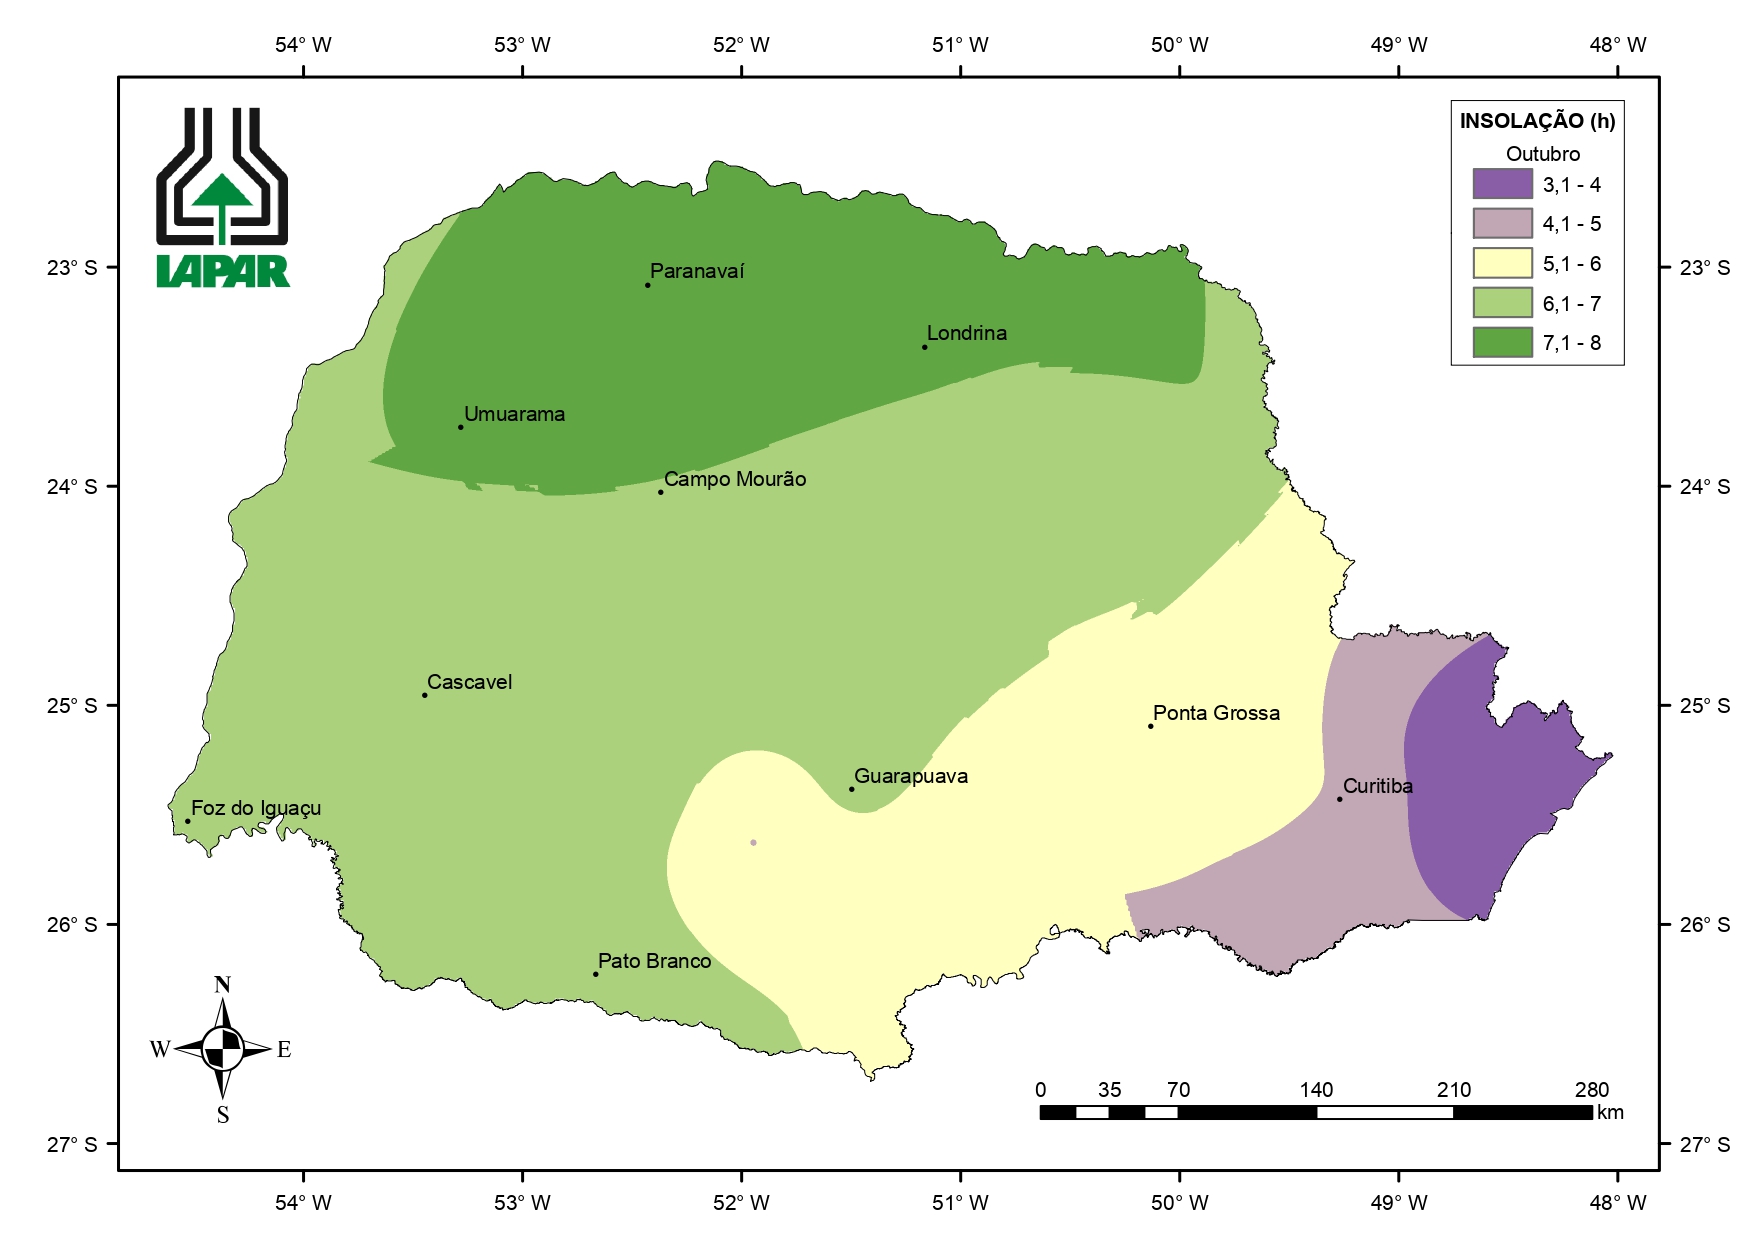 54° W 53° W 52° W 51° W 50° W 49° W 48° W
IAPAR
INSOLAÇÃO (h)
Outubro
3,1 - 4
4,1 - 5
5,1 - 6
6,1 - 7
7,1 - 8
23° S 23° S
Paranavaí
Londrina
Umuarama
Campo Mourão
24° S 24° S
Cascavel
25° S 25° S
Ponta Grossa
Guarapuava
Curitiba
Foz do Iguaçu
26° S 26° S
Pato Branco
N
W E
S
0 35 70 140 210 280
km
27° S 27° S
54° W 53° W 52° W 51° W 50° W 49° W 48° W